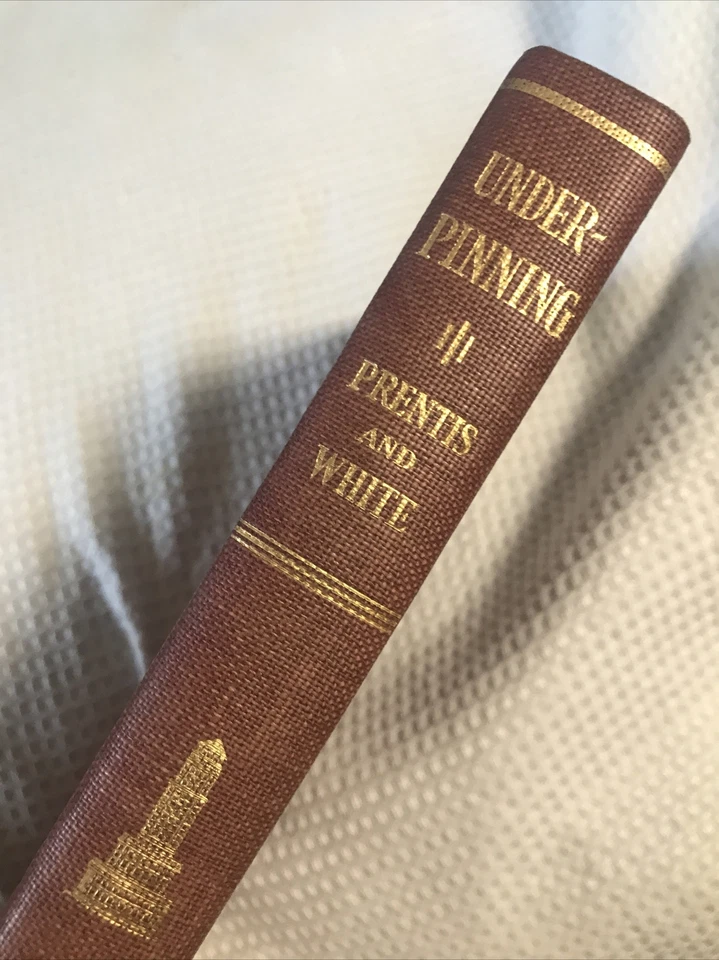 UNDER-
PINNING
PRENTIS
AND
WHITE